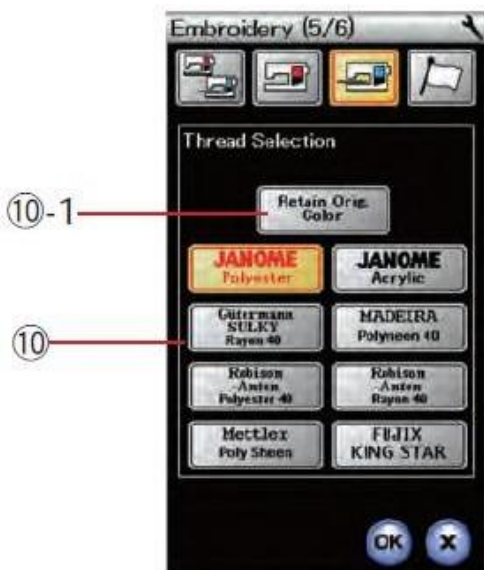 Embroidery (5/6)
Thread Selection
⑩-1
Retain Orig.
Color
JANOME
Polyester
JANOME
Acrylic
⑩
Gütermann
SULKY
Rayon 40
MADEIRA
Polyneen 40
Robison
-Anton
Polyester 40
Robison
-Anton
Rayon 40
Mettler
Poly Sheen
FUJIX
KING STAR
OK
X